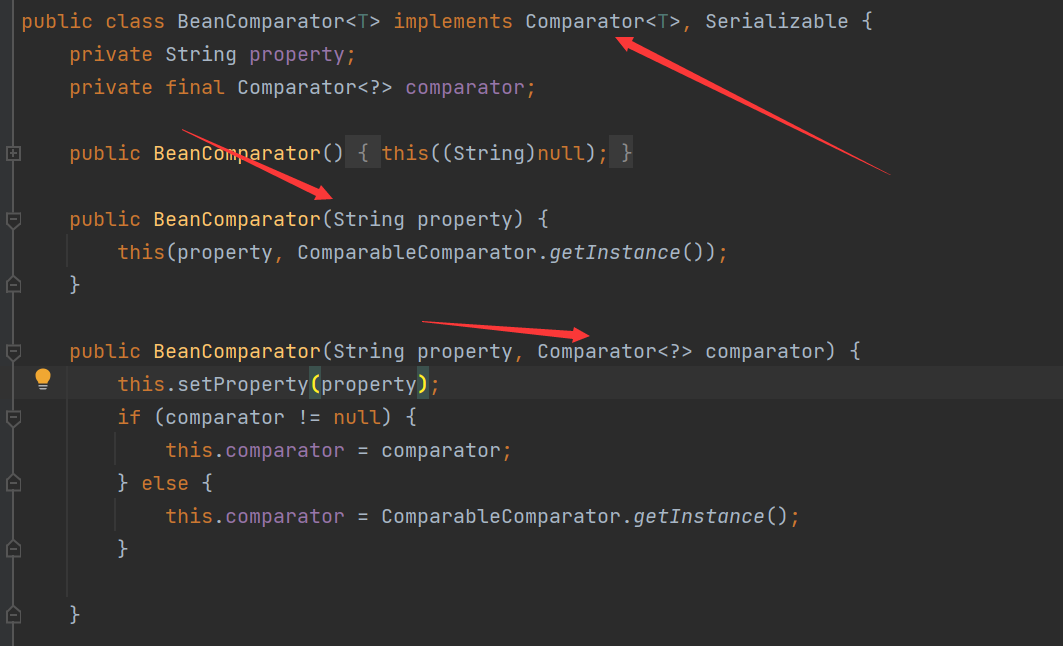 public class BeanComparator<T> implements Comparator<T>, Serializable {
    private String property;
    private final Comparator<?> comparator;
    public BeanComparator() { this((String)null); }
    public BeanComparator(String property) {
        this(property, ComparableComparator.getInstance());
    }
    public BeanComparator(String property, Comparator<?> comparator) {
        this.setProperty(property);
        if (comparator != null) {
            this.comparator = comparator;
        } else {
            this.comparator = ComparableComparator.getInstance();
        }
    }